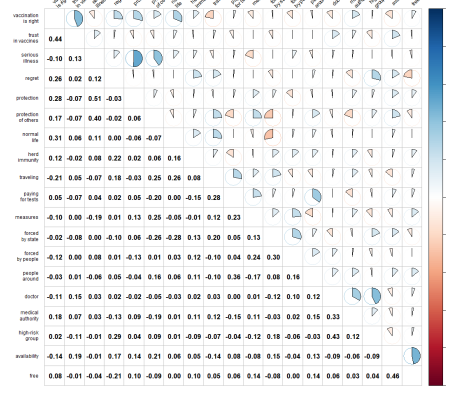 vaccination
is right
trust
in vaccines 0.44
serious
illness -0.10 0.13
regret 0.26 0.02 0.12
protection 0.28 -0.07 0.51 -0.03
protection
of others 0.17 -0.07 0.40 -0.02 0.06
normal
life 0.31 0.06 0.11 0.00 -0.06 -0.07
herd
immunity 0.12 -0.02 0.08 0.22 0.02 0.06 0.16
traveling -0.21 0.05 -0.07 0.18 -0.03 0.25 0.26 0.08
paying
for tests 0.05 -0.07 0.04 0.02 0.05 -0.20 0.00 -0.15 0.28
measures -0.10 0.00 -0.19 0.01 0.13 0.25 -0.05 -0.01 0.12 0.23
forced
by state -0.02 -0.08 0.00 -0.10 0.06 -0.26 -0.28 0.13 0.20 0.05 0.13
forced
by people -0.12 0.00 0.08 0.01 -0.13 0.01 0.03 0.12 -0.10 0.04 0.24 0.30
people
around -0.03 0.01 -0.06 0.05 -0.04 0.16 0.06 0.11 -0.10 0.36 -0.17 0.08 0.16
doctor -0.11 0.15 0.03 0.02 -0.02 -0.05 -0.03 0.02 0.03 0.00 0.01 -0.12 0.10 0.12
medical
authority 0.18 0.07 0.03 -0.13 0.09 -0.19 0.01 0.11 0.12 -0.15 0.11 -0.03 0.02 0.15 0.33
high-risk
group 0.02 -0.11 -0.01 0.29 0.04 0.09 0.01 -0.09 -0.07 -0.04 -0.12 0.18 -0.06 -0.03 0.43 0.12
availability -0.14 0.19 -0.01 0.17 0.14 0.21 0.06 0.05 -0.14 0.08 -0.08 0.15 -0.04 0.13 -0.09 -0.06 -0.09
free 0.08 -0.01 -0.04 -0.21 0.10 -0.09 0.00 0.10 0.05 0.06 0.14 -0.08 0.00 0.14 0.06 0.03 0.04 0.46